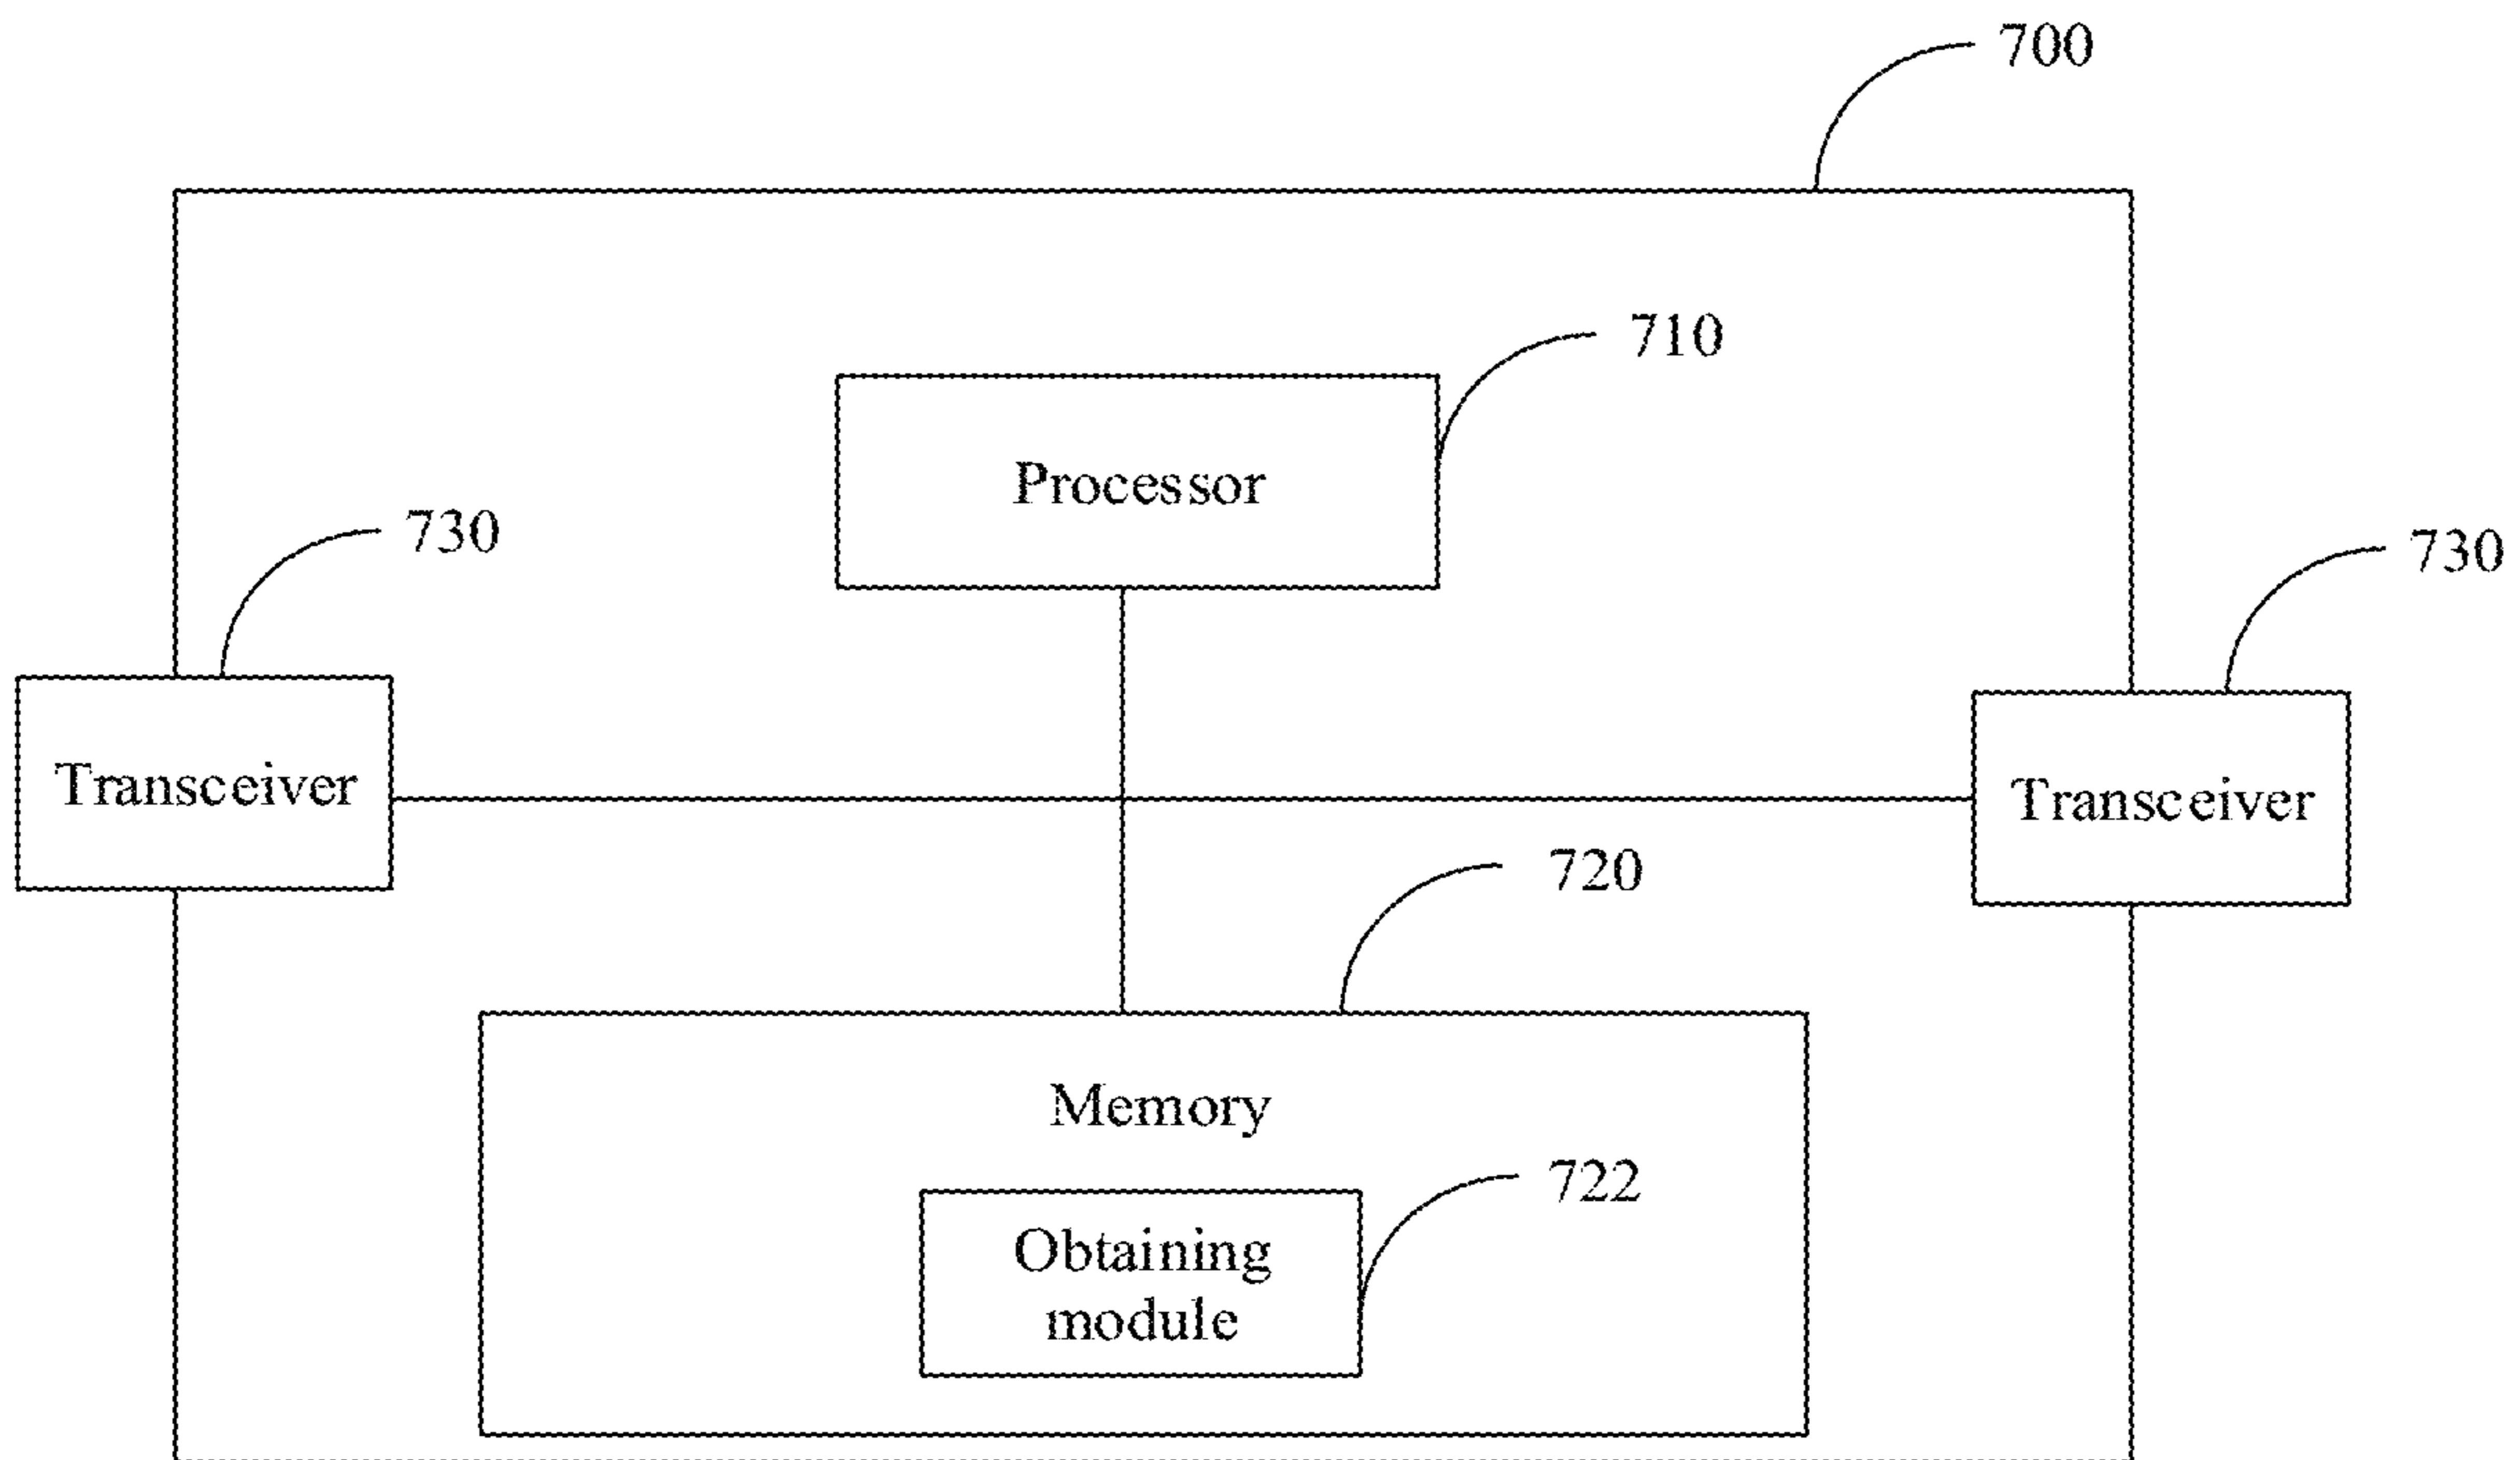 700
710
Processor
730
730
Transceiver
Transceiver
720
Memory
722
Obtaining
module